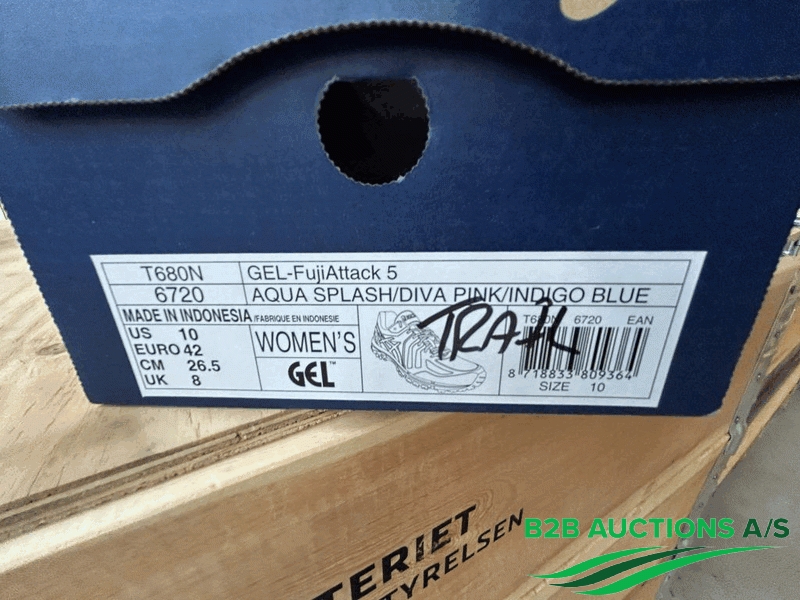 T680N GEL-FujiAttack 5
6720 AQUA SPLASH/DIVA PINK/INDIGO BLUE
MADE IN INDONESIA /FABRIQUE EN INDONESIE
US 10
EURO 42
CM 26.5
UK 8
WOMEN'S
GEL™
TRAIL
T680N 6720 EAN
8 718833 809364
SIZE 10
TERIET
TYRELSEN
B2B AUCTIONS A/S